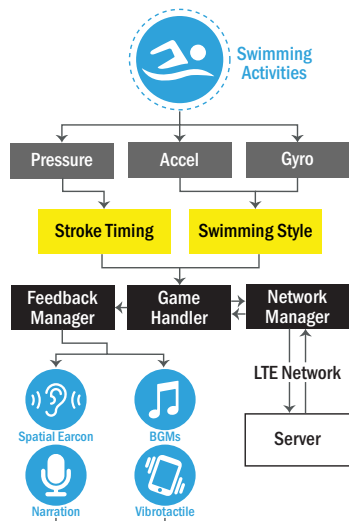 Swimming
Activities
Pressure
Accel
Gyro
Stroke Timing
Swimming Style
Feedback
Manager
Game
Handler
Network
Manager
LTE Network
Server
Spatial Earcon
BGMs
Narration
Vibrotactile